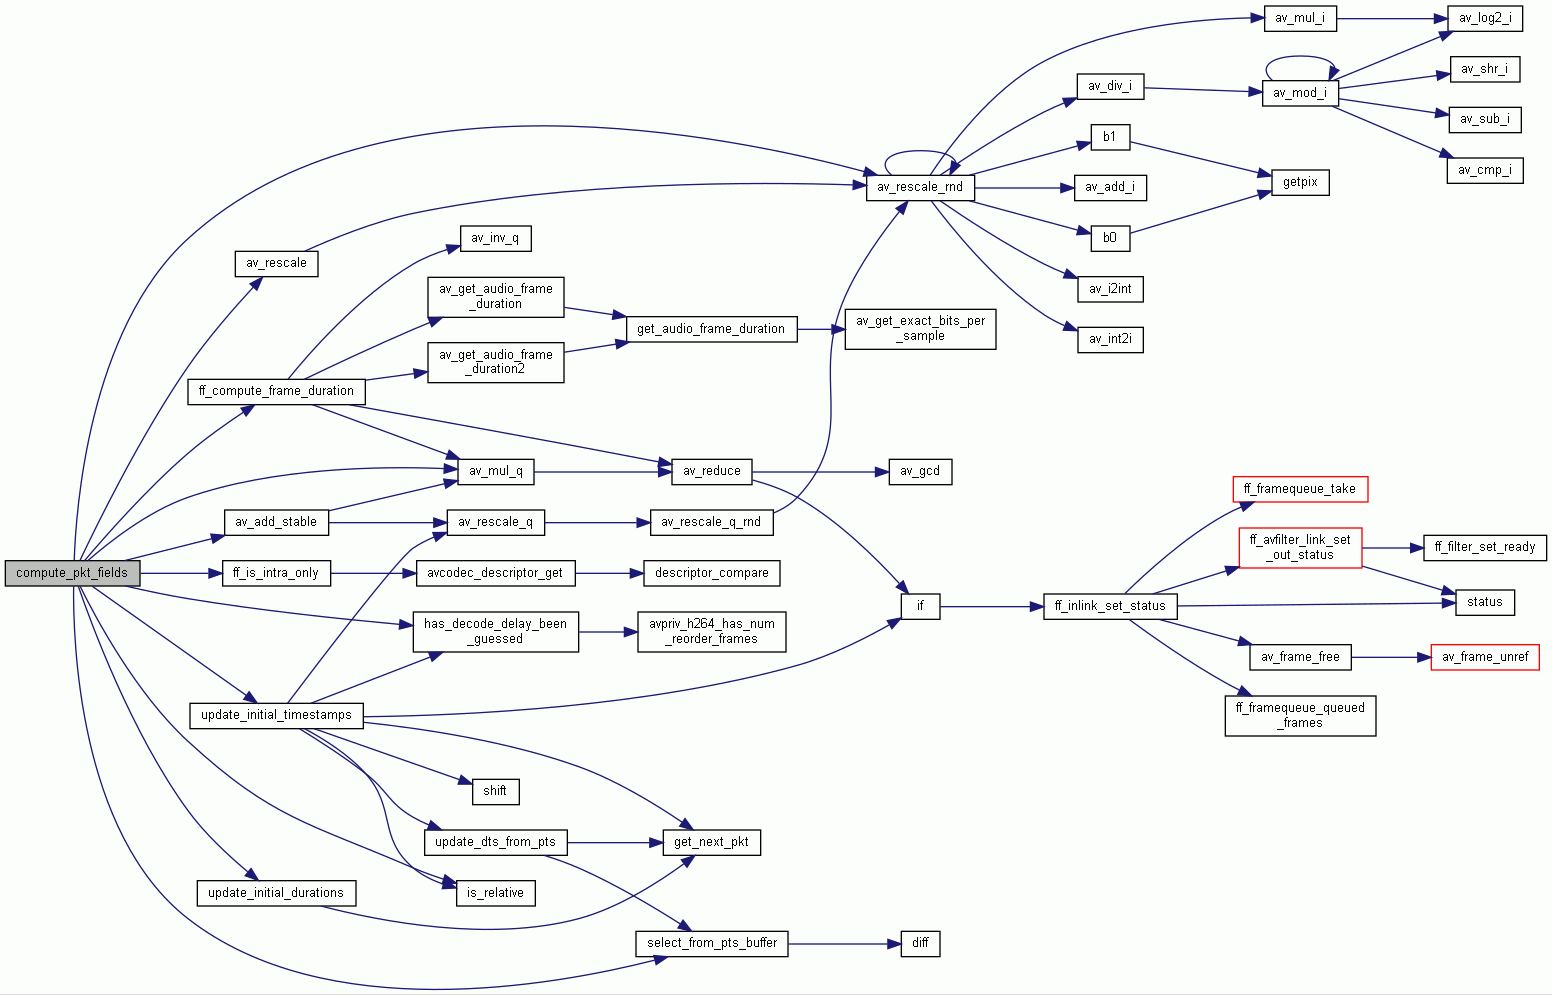 av_mul_i
av_log2_i
av_shr_i
av_div_i
av_mod_i
av_sub_i
b1
av_cmp_i
av_rescale_rnd
av_add_i
getpix
av_inv_q
b0
av_rescale
av_get_audio_frame
_duration
av_i2int
get_audio_frame_duration
av_get_exact_bits_per
_sample
av_int2i
av_get_audio_frame
_duration2
ff_compute_frame_duration
av_mul_q
av_reduce
av_gcd
ff_framequeue_take
av_add_stable
av_rescale_q
av_rescale_q_rnd
ff_avfilter_link_set
_out_status
ff_filter_set_ready
compute_pkt_fields
ff_is_intra_only
avcodec_descriptor_get
descriptor_compare
if
ff_inlink_set_status
status
has_decode_delay_been
_guessed
avpriv_h264_has_num
_reorder_frames
av_frame_free
av_frame_unref
update_initial_timestamps
ff_framequeue_queued
_frames
shift
update_dts_from_pts
get_next_pkt
update_initial_durations
is_relative
select_from_pts_buffer
diff